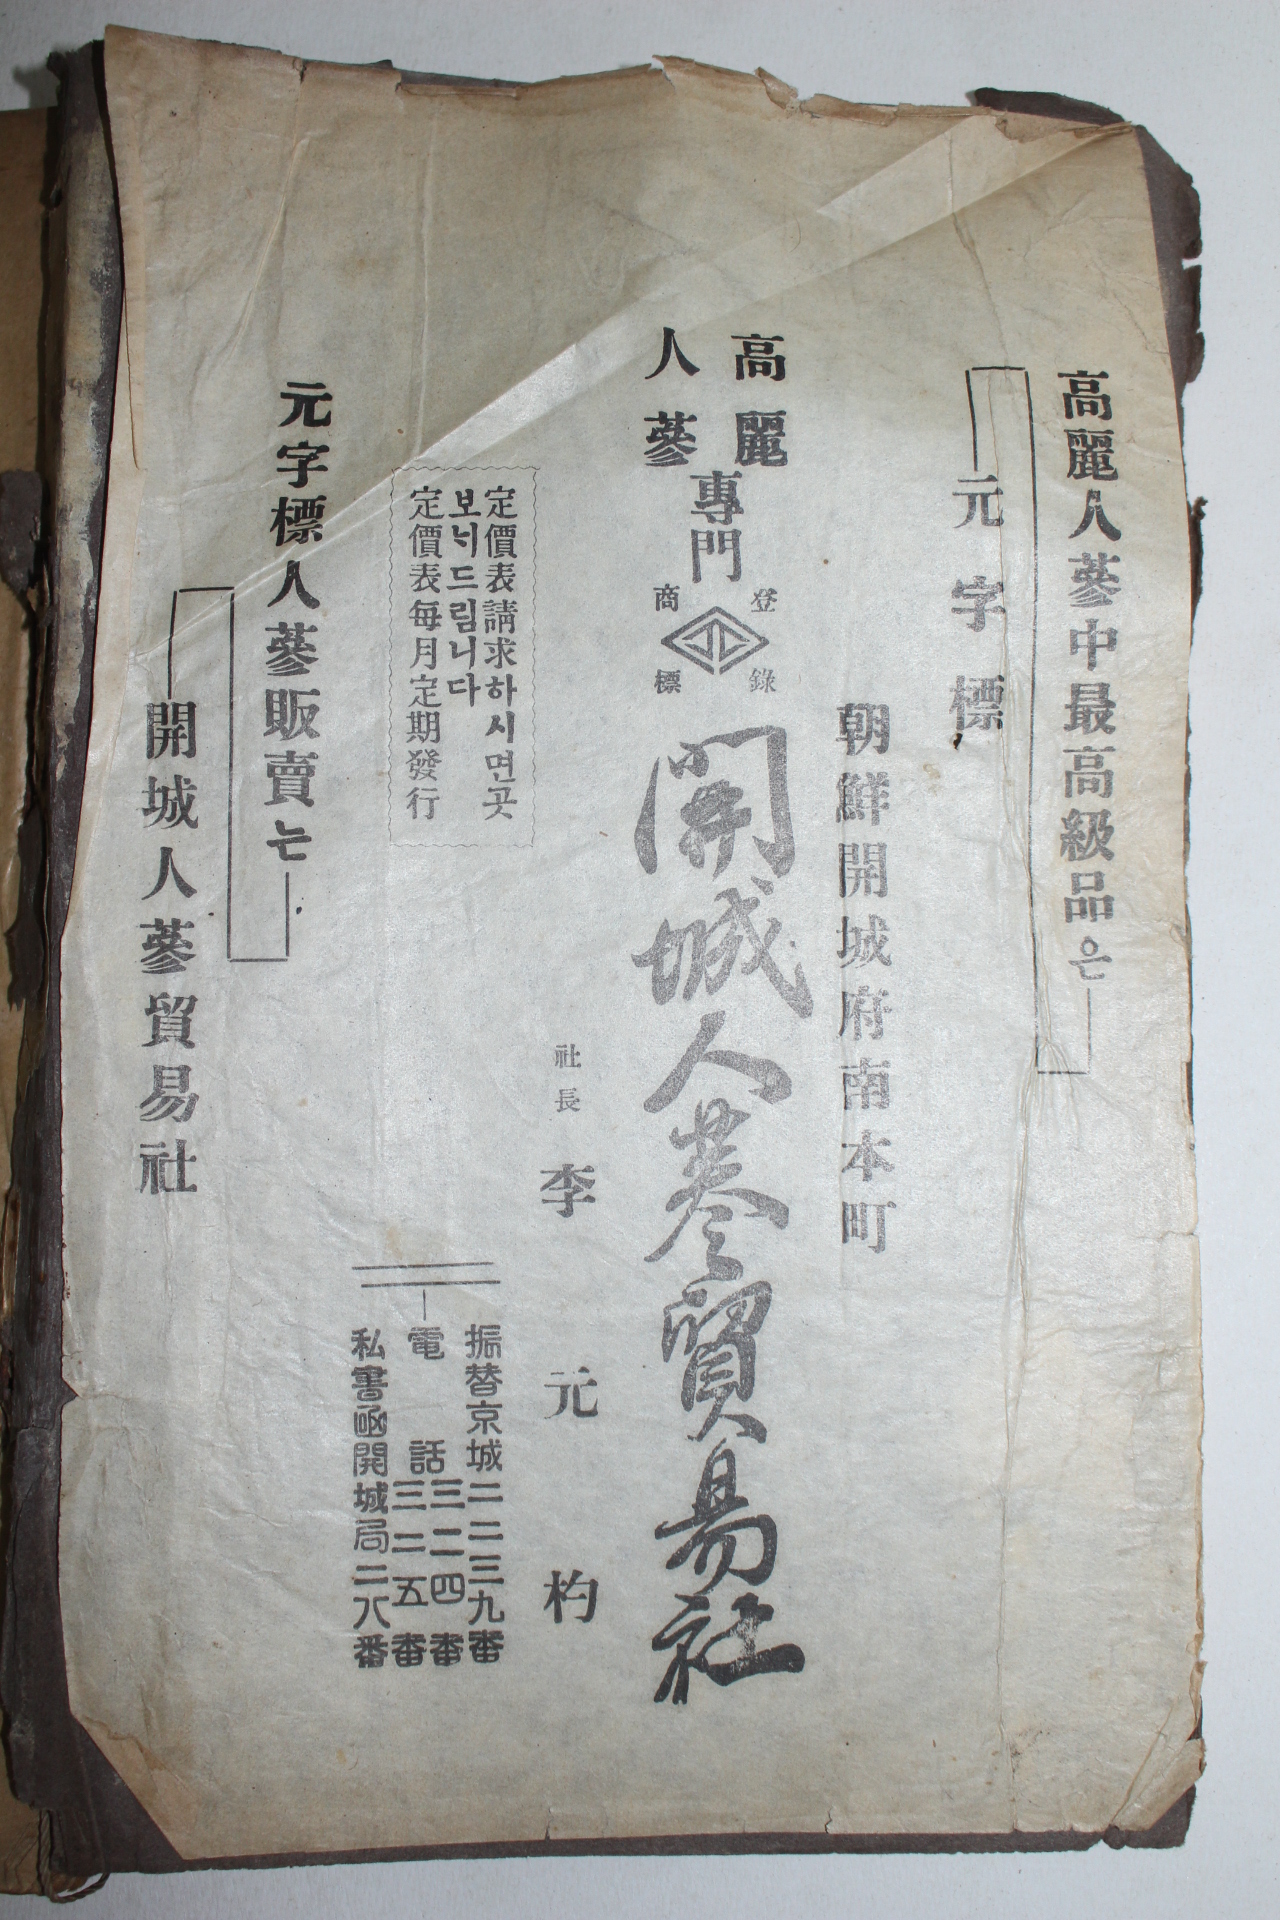 高麗人蔘中最高級品은
元字標
朝鮮開城府南本町
高麗
人蔘
專門
登錄
商標
開城人蔘貿易社
社長 李元杓
定價表請求하시면곳
보늬드림니다
定價表每月定期發行
振替京城二二三九番
電話三二四番
三二五番
私書函開城局二八番
元字標人蔘販賣는
開城人蔘貿易社